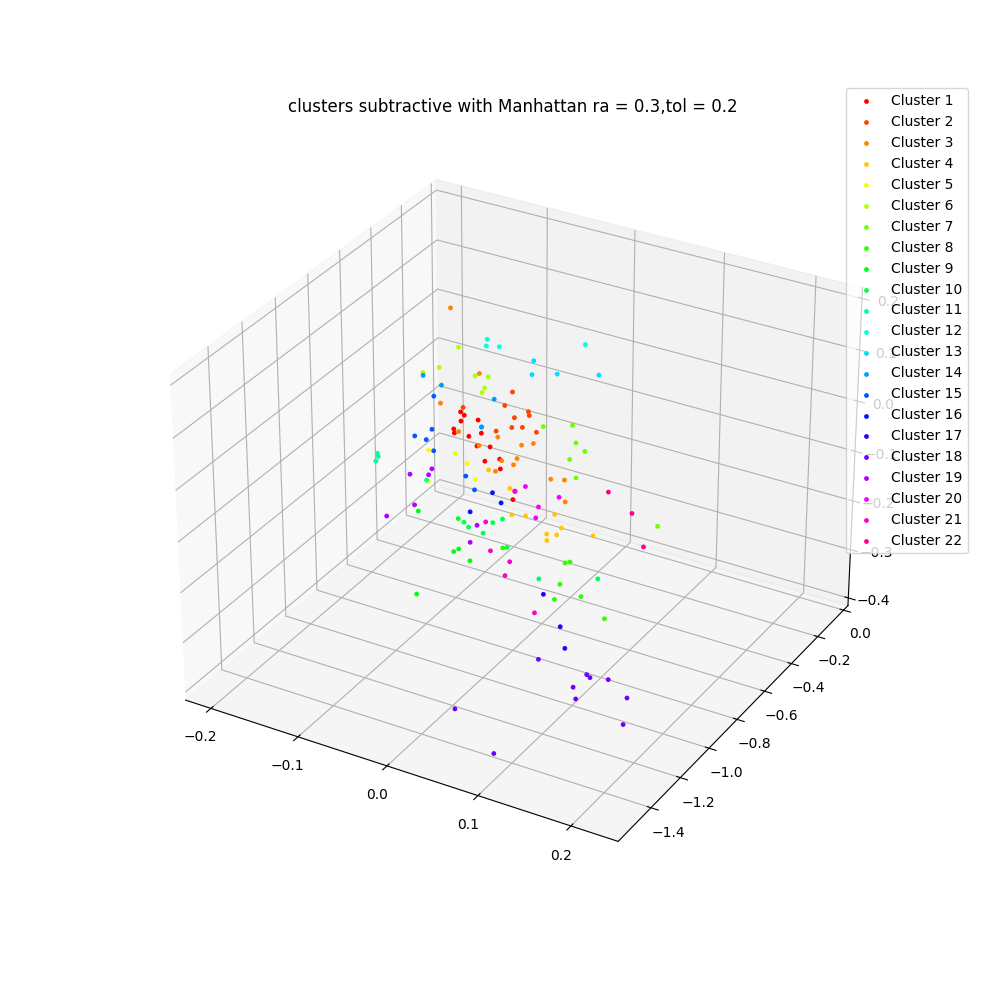 clusters subtractive with Manhattan ra = 0.3,tol = 0.2
Cluster 1
Cluster 2
Cluster 3
Cluster 4
Cluster 5
Cluster 6
Cluster 7
Cluster 8
Cluster 9
Cluster 10
Cluster 11
Cluster 12
Cluster 13
Cluster 14
Cluster 15
Cluster 16
Cluster 17
Cluster 18
Cluster 19
Cluster 20
Cluster 21
Cluster 22
0.2
0.1
0.0
−0.1
−0.2
−0.3
−0.4
0.0
−0.2
−0.4
−0.6
−0.8
−1.0
−1.2
−1.4
−0.2
−0.1
0.0
0.1
0.2